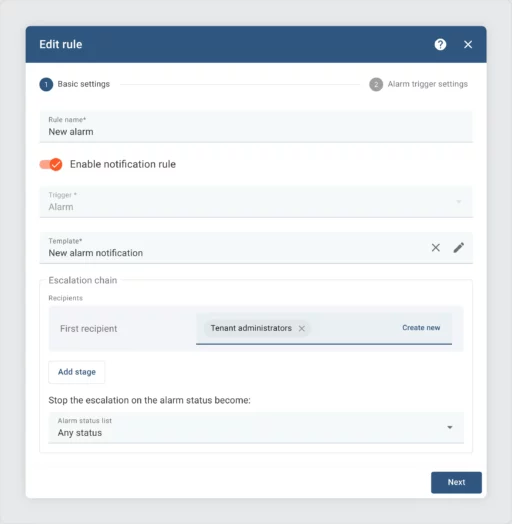 Edit rule
?
1 Basic settings
2 Alarm trigger settings
Rule name*
New alarm
Enable notification rule
Trigger *
Alarm
Template*
New alarm notification
Escalation chain
Recipients
First recipient
Tenant administrators
Create new
Add stage
Stop the escalation on the alarm status become:
Alarm status list
Any status
Next